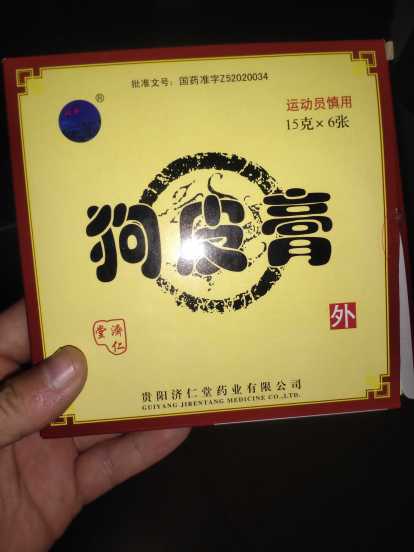 批准文号：国药准字Z52020034
®
运动员慎用
15克×6张
狗皮膏
外
济仁堂
贵阳济仁堂药业有限公司
GUIYANG JIRENTANG MEDICINE CO.,LTD.